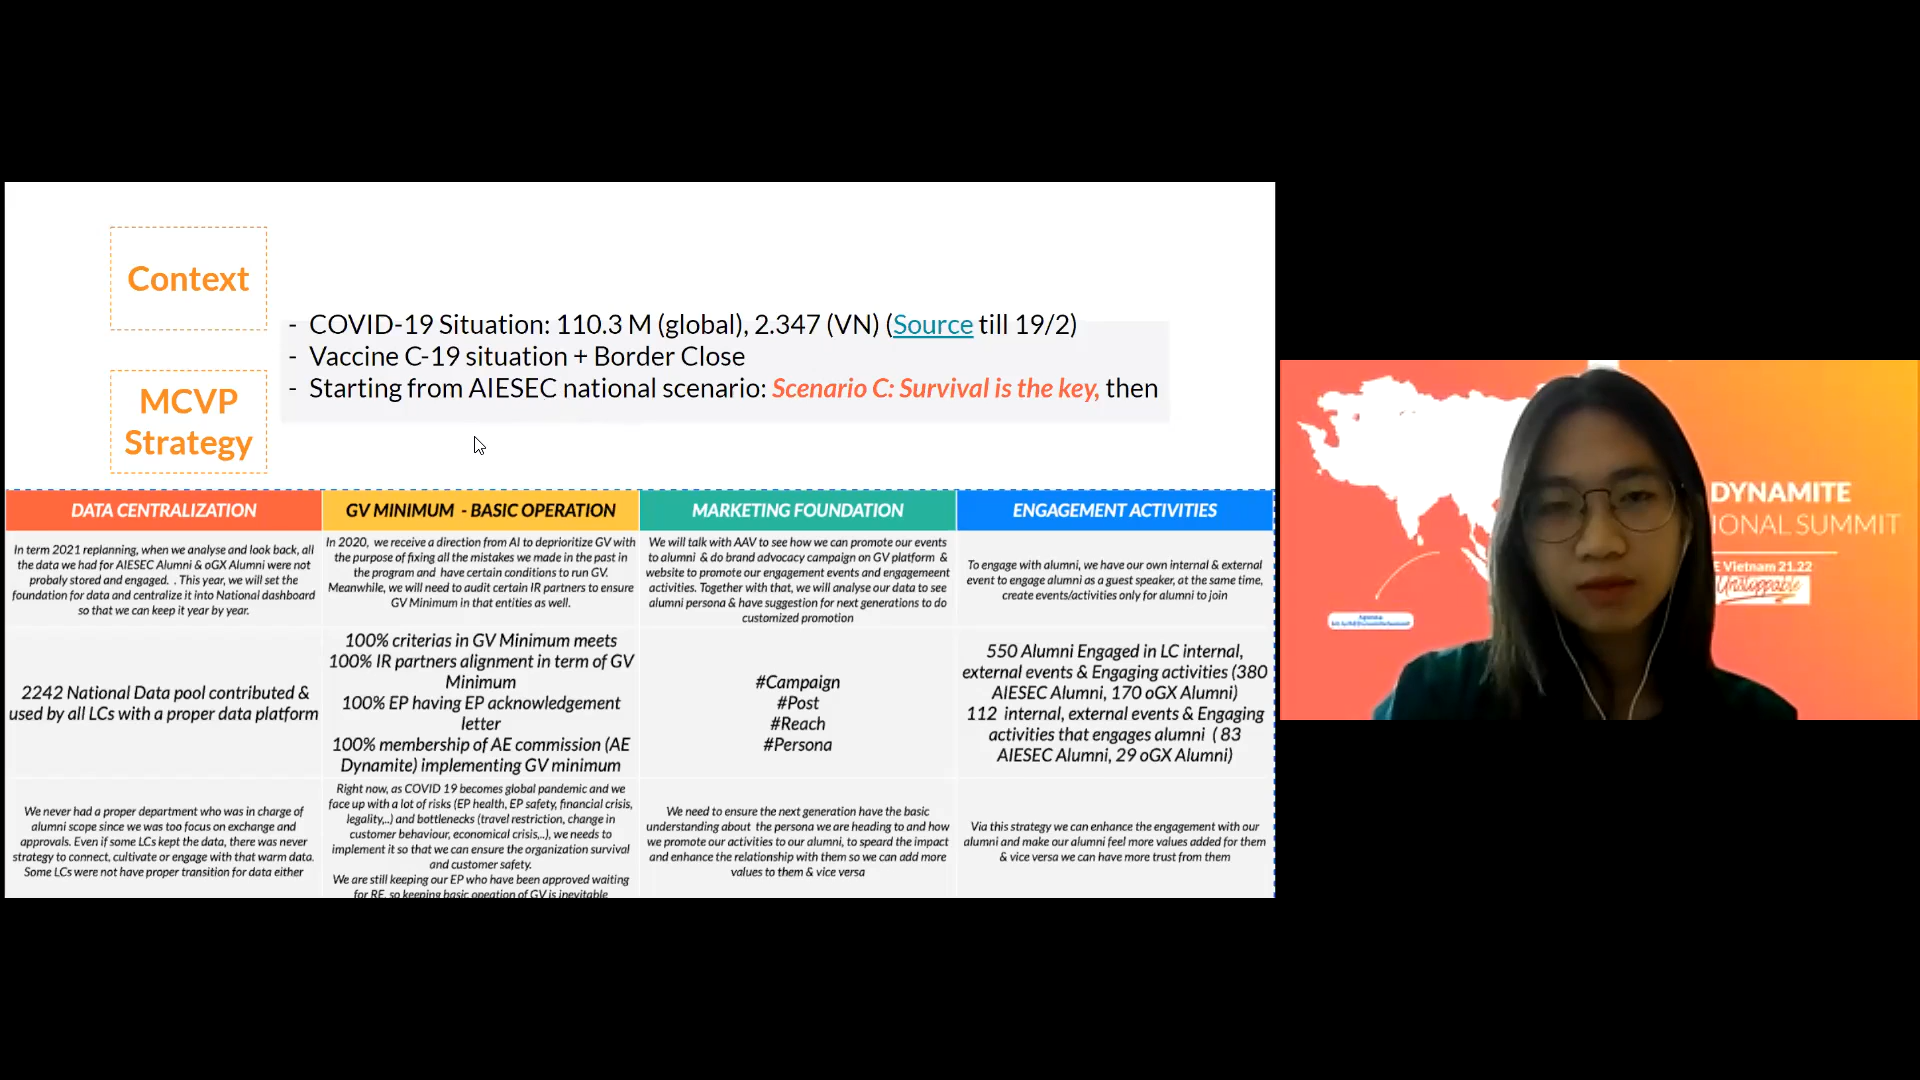 Context
- COVID-19 Situation: 110.3 M (global), 2.347 (VN) (Source till 19/2)
- Vaccine C-19 situation + Border Close
- Starting from AIESEC national scenario: Scenario C: Survival is the key, then
MCVP
Strategy
DATA CENTRALIZATION
In term 2021 replanning, when we analyse and look back, all
the data we had for AIESEC Alumni & oGX Alumni were not
probaly stored and engaged. . This year, we will set the
foundation for data and centralize it into National dashboard
so that we can keep it year by year.
2242 National Data pool contributed &
used by all LCs with a proper data platform
We never had a proper department who was in charge of
alumni scope since we was too focus on exchange and
approvals. Even if some LCs kept the data, there was never
strategy to connect, cultivate or engage with that warm data.
Some LCs were not have proper transition for data either
GV MINIMUM - BASIC OPERATION
In 2020, we receive a direction from AI to deprioritize GV with
the purpose of fixing all the mistakes we made in the past in
the program and have certain conditions to run GV.
Meanwhile, we will need to audit certain IR partners to ensure
GV Minimum in that entities as well.
100% criterias in GV Minimum meets
100% IR partners alignment in term of GV
Minimum
100% EP having EP acknowledgement
letter
100% membership of AE commission (AE
Dynamite) implementing GV minimum
Right now, as COVID 19 becomes global pandemic and we
face up with a lot of risks (EP health, EP safety, financial crisis,
legality,..) and bottlenecks (travel restriction, change in
customer behaviour, economical crisis,..), we needs to
implement it so that we can ensure the organization survival
and customer safety.
We are still keeping our EP who have been approved waiting
for RE, so keeping basic opeation of GV is inevitable
MARKETING FOUNDATION
We will talk with AAV to see how we can promote our events
to alumni & do brand advocacy campaign on GV platform &
website to promote our engagement events and engagemeent
activities. Together with that, we will analyse our data to see
alumni persona & have suggestion for next generations to do
customized promotion
#Campaign
#Post
#Reach
#Persona
We need to ensure the next generation have the basic
understanding about the persona we are heading to and how
we promote our activities to our alumni, to speard the impact
and enhance the relationship with them so we can add more
values to them & vice versa
ENGAGEMENT ACTIVITIES
To engage with alumni, we have our own internal & external
event to engage alumni as a guest speaker, at the same time,
create events/activities only for alumni to join
550 Alumni Engaged in LC internal,
external events & Engaging activities (380
AIESEC Alumni, 170 oGX Alumni)
112 internal, external events & Engaging
activities that engages alumni ( 83
AIESEC Alumni, 29 oGX Alumni)
Via this strategy we can enhance the engagement with our
alumni and make our alumni feel more values added for them
& vice versa we can have more trust from them
DYNAMITE
IONAL SUMMIT
E Vietnam 21.22
Unstoppable